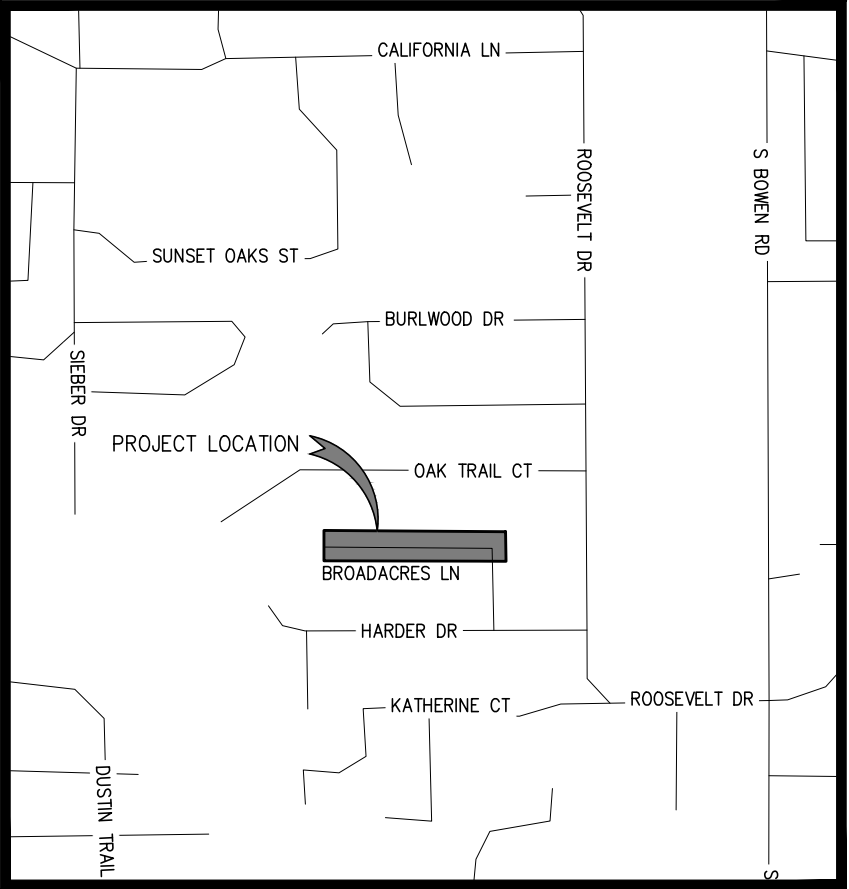 CALIFORNIA LN
ROOSEVELT DR
S BOWEN RD
SUNSET OAKS ST
BURLWOOD DR
SIEBER DR
PROJECT LOCATION
OAK TRAIL CT
BROADACRES LN
HARDER DR
KATHERINE CT
ROOSEVELT DR
DUSTIN TRAIL
S